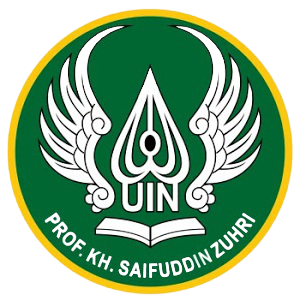 UIN
PROF. KH. SAIFUDDIN ZUHRI